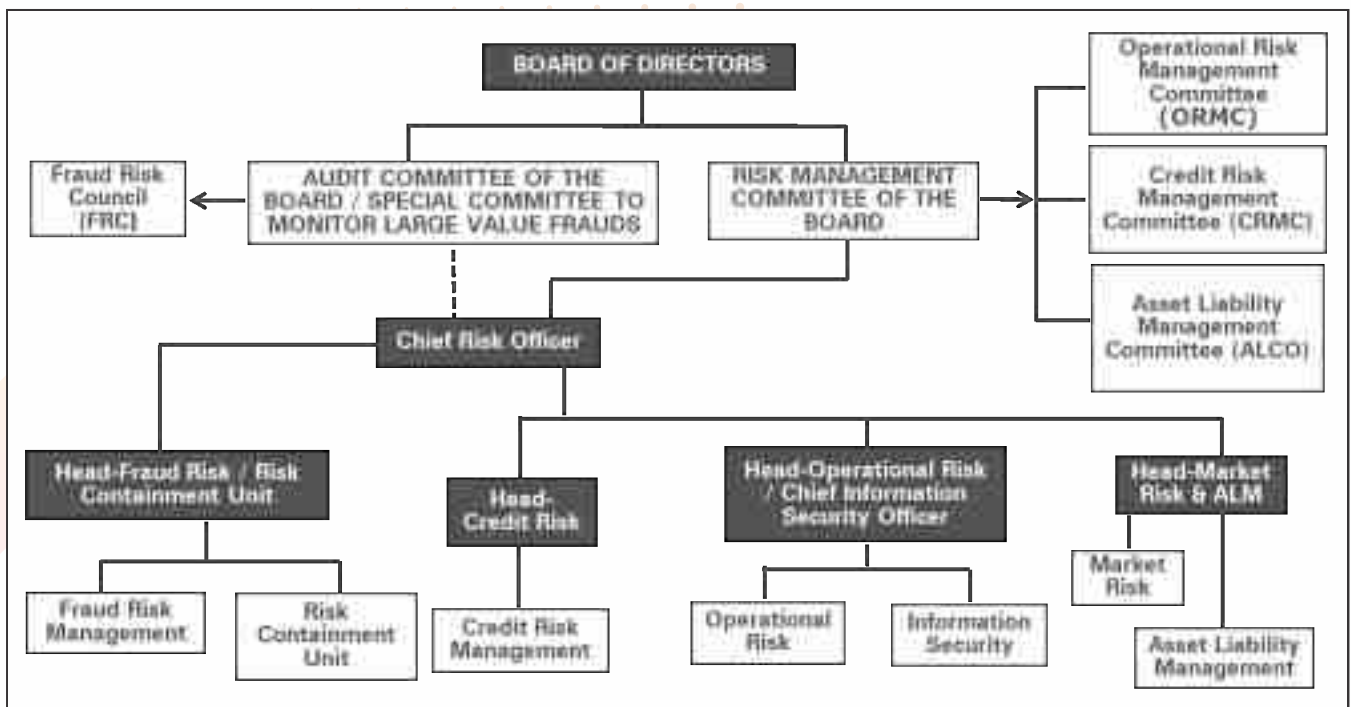 BOARD OF DIRECTORS
Operational Risk
Management
Committee
(ORMC)
Fraud Risk
Council
(FRC)
AUDIT COMMITTEE OF THE
BOARD / SPECIAL COMMITTEE TO
MONITOR LARGE VALUE FRAUDS
RISK MANAGEMENT
COMMITTEE OF THE
BOARD
Credit Risk
Management
Committee (CRMC)
Asset Liability
Management
Committee (ALCO)
Chief Risk Officer
Head-Fraud Risk / Risk
Containment Unit
Head-
Credit Risk
Head-Operational Risk
/ Chief Information
Security Officer
Head-Market
Risk & ALM
Fraud Risk
Management
Risk
Containment
Unit
Credit Risk
Management
Operational
Risk
Information
Security
Market
Risk
Asset Liability
Management